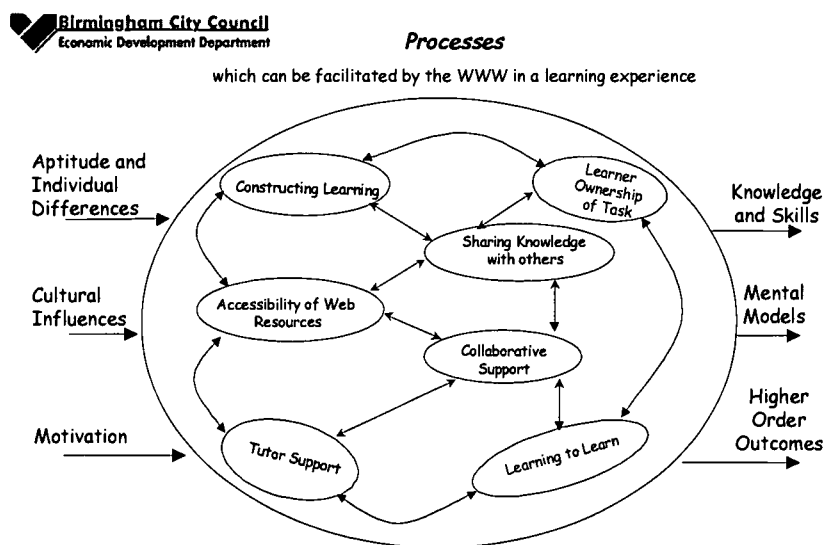 Birmingham City Council
Economic Development Department
Processes
which can be facilitated by the WWW in a learning experience
Aptitude and
Individual
Differences
Cultural
Influences
Motivation
Constructing Learning
Learner
Ownership
of Task
Sharing Knowledge
with others
Accessibility of Web
Resources
Collaborative
Support
Tutor Support
Learning to Learn
Knowledge
and Skills
Mental
Models
Higher
Order
Outcomes